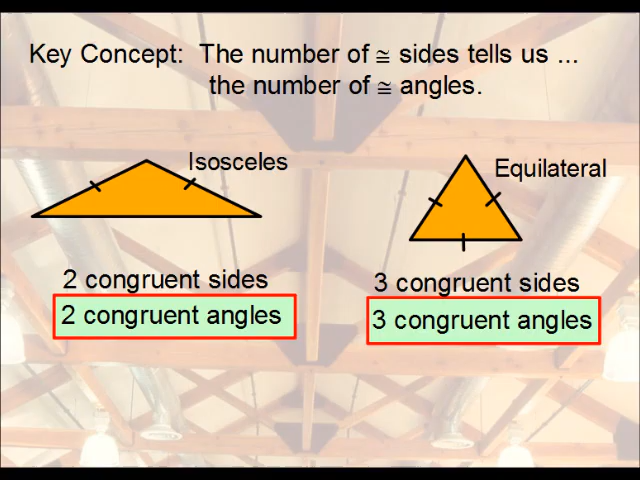 Key Concept: The number of ≅ sides tells us ...
the number of ≅ angles.
Isosceles
Equilateral
2 congruent sides
3 congruent sides
2 congruent angles
3 congruent angles